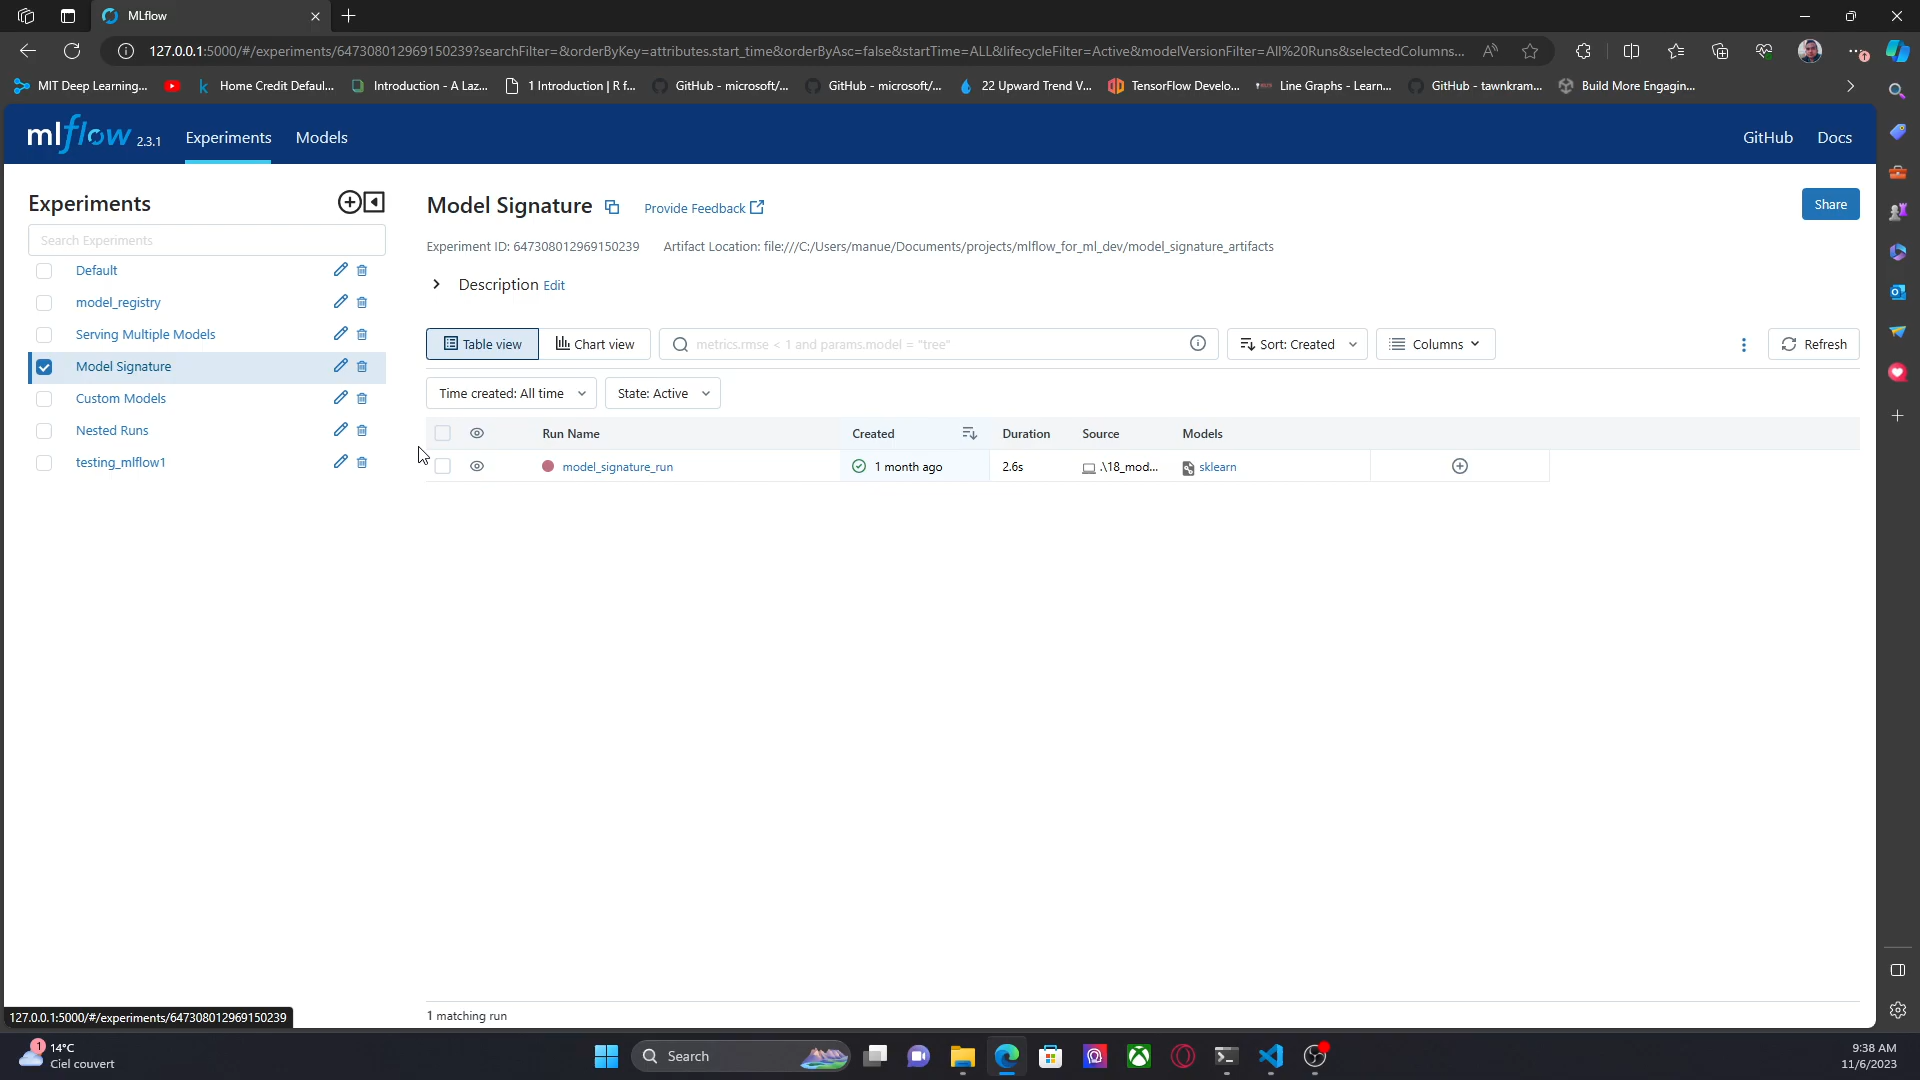 MLflow
127.0.0.1:5000/#/experiments/647308012969150239?searchFilter=&orderByKey=attributes.start_time&orderByAsc=false&startTime=ALL&lifecycleFilter=Active&modelVersionFilter=All%20Runs&selectedColumns...
MIT Deep Learning... Home Credit Defaul... Introduction - A Laz... 1 Introduction | R f... GitHub - microsoft/... GitHub - microsoft/... 22 Upward Trend V... TensorFlow Develo... Line Graphs - Learn... GitHub - tawnkram... Build More Engagin...
mlflow 2.3.1 Experiments Models GitHub Docs
Experiments
Search Experiments
Default
model_registry
Serving Multiple Models
Model Signature
Custom Models
Nested Runs
testing_mlflow1
Model Signature Provide Feedback Share
Experiment ID: 647308012969150239 Artifact Location: file:///C:/Users/manue/Documents/projects/mlflow_for_ml_dev/model_signature_artifacts
Description Edit
Table view Chart view metrics.rmse < 1 and params.model = "tree" Sort: Created Columns Refresh
Time created: All time State: Active
Run Name Created Duration Source Models
model_signature_run 1 month ago 2.6s .\18_mod... sklearn
1 matching run
127.0.0.1:5000/#/experiments/647308012969150239
1 14°C
Ciel couvert
Search
9:38 AM
11/6/2023